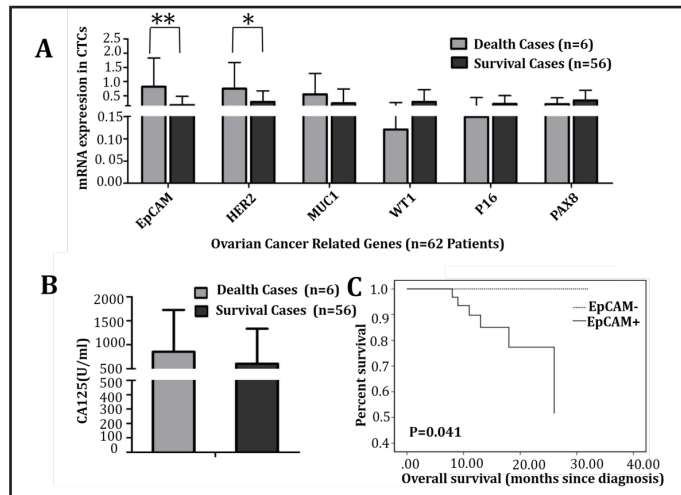 A
** *
Dealth Cases (n=6)
Survival Cases (n=56)
mRNA expreesion in CTCs
2.5
2.0
1.5
1.0
0.5
0.15
0.10
0.05
0.00
EpCAM HER2 MUC1 WT1 P16 PAX8
Ovarian Cancer Related Genes (n=62 Patients)
B
Dealth Cases (n=6)
Survival Cases (n=56)
CA125(U/ml)
2000
1500
1000
500
500
400
300
200
100
0
C
EpCAM-
EpCAM+
Percent survival
1.0
0.9
0.8
0.7
0.6
0.5
0.4
P=0.041
.00 10.00 20.00 30.00 40.00
Overall survival (months since diagnosis)